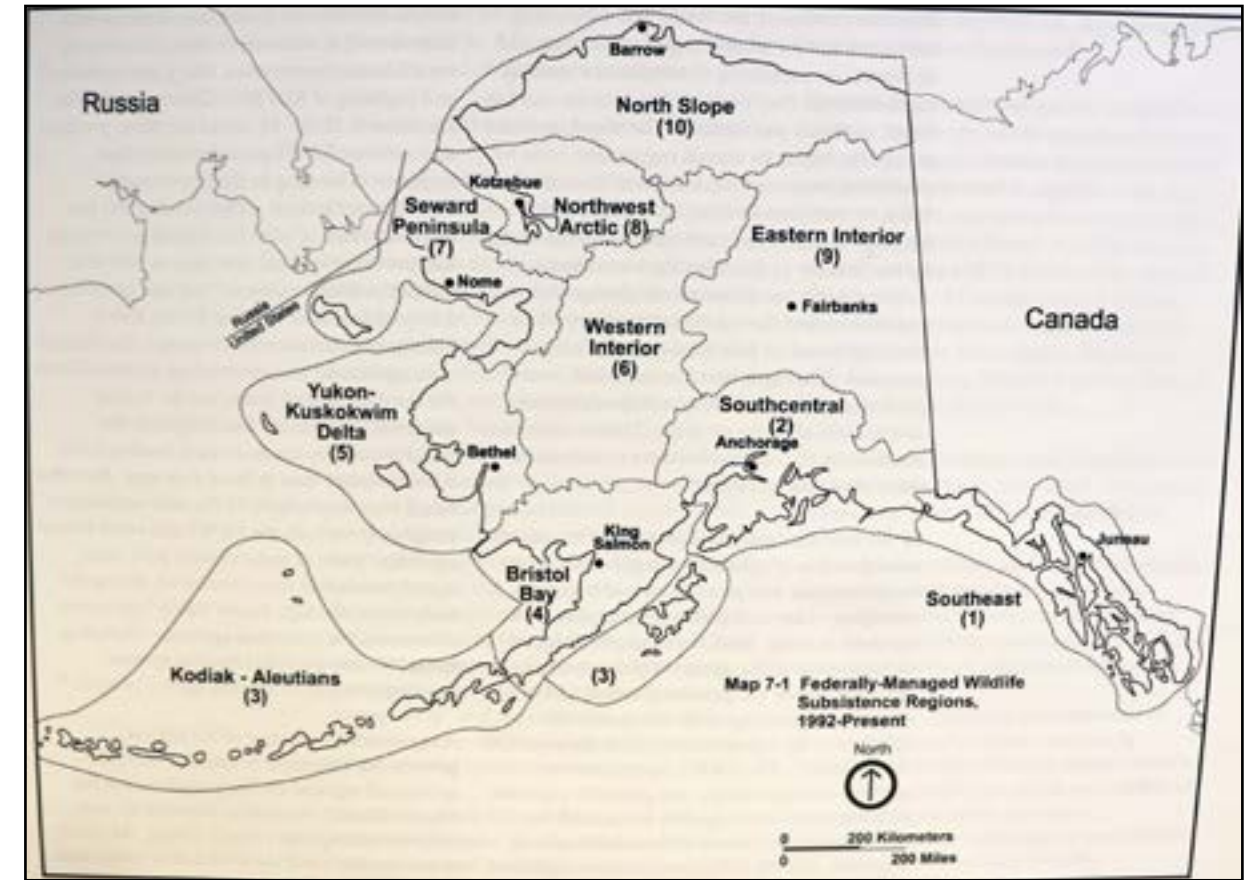 Barrow
Russia
North Slope
(10)
Kotzebue
Seward
Peninsula
(7)
Northwest
Arctic (8)
Eastern Interior
(9)
Nome
Fairbanks
Russia
United States
Canada
Western
Interior
(6)
Yukon-
Kuskokwim
Delta
(5)
Southcentral
(2)
Anchorage
Bethel
King
Salmon
Juneau
Bristol
Bay
(4)
Southeast
(1)
Kodiak - Aleutians
(3)
(3)
Map 7-1 Federally-Managed Wildlife
Subsistence Regions,
1992-Present
North
0 200 Kilometers
0 200 Miles